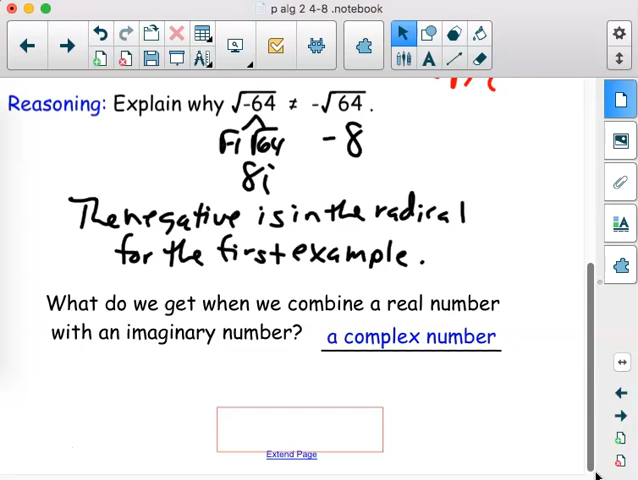 p alg 2 4-8 .notebook
Reasoning: Explain why √-64 ≠ -√64.
√-1 √64 -8
8i
The negative is in the radical
for the first example.
What do we get when we combine a real number
with an imaginary number? a complex number
Extend Page